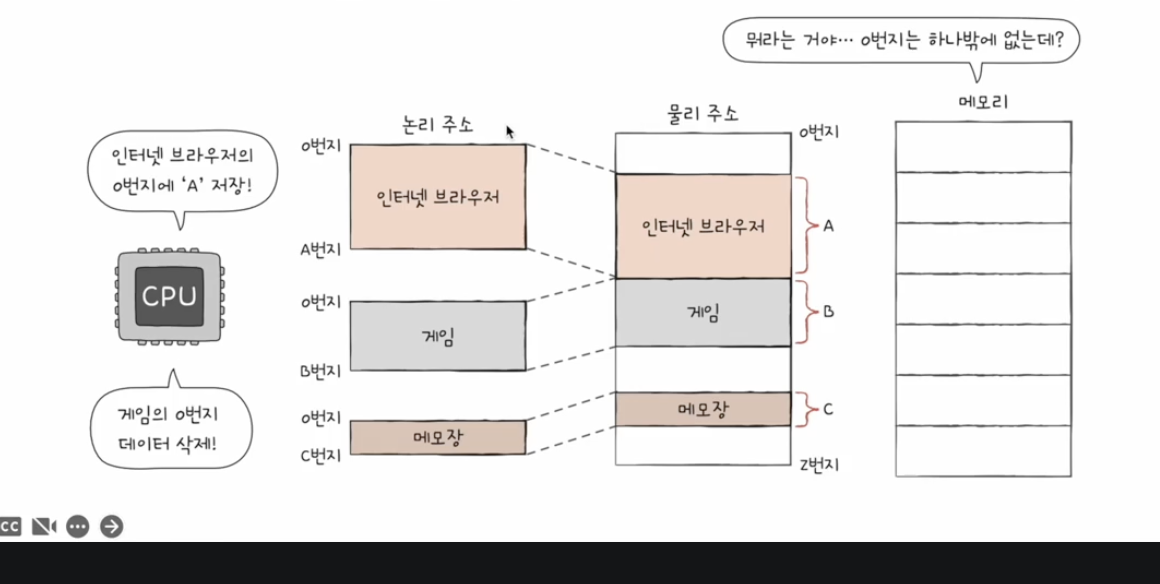 뭐라는 거야… 0번지는 하나밖에 없는데?
메모리
인터넷 브라우저의
0번지에 ‘A’ 저장!
CPU
게임의 0번지
데이터 삭제!
논리 주소
0번지
인터넷 브라우저
A번지
0번지
게임
B번지
0번지
메모장
C번지
물리 주소
0번지
인터넷 브라우저
A
게임
B
메모장
C
Z번지
CC